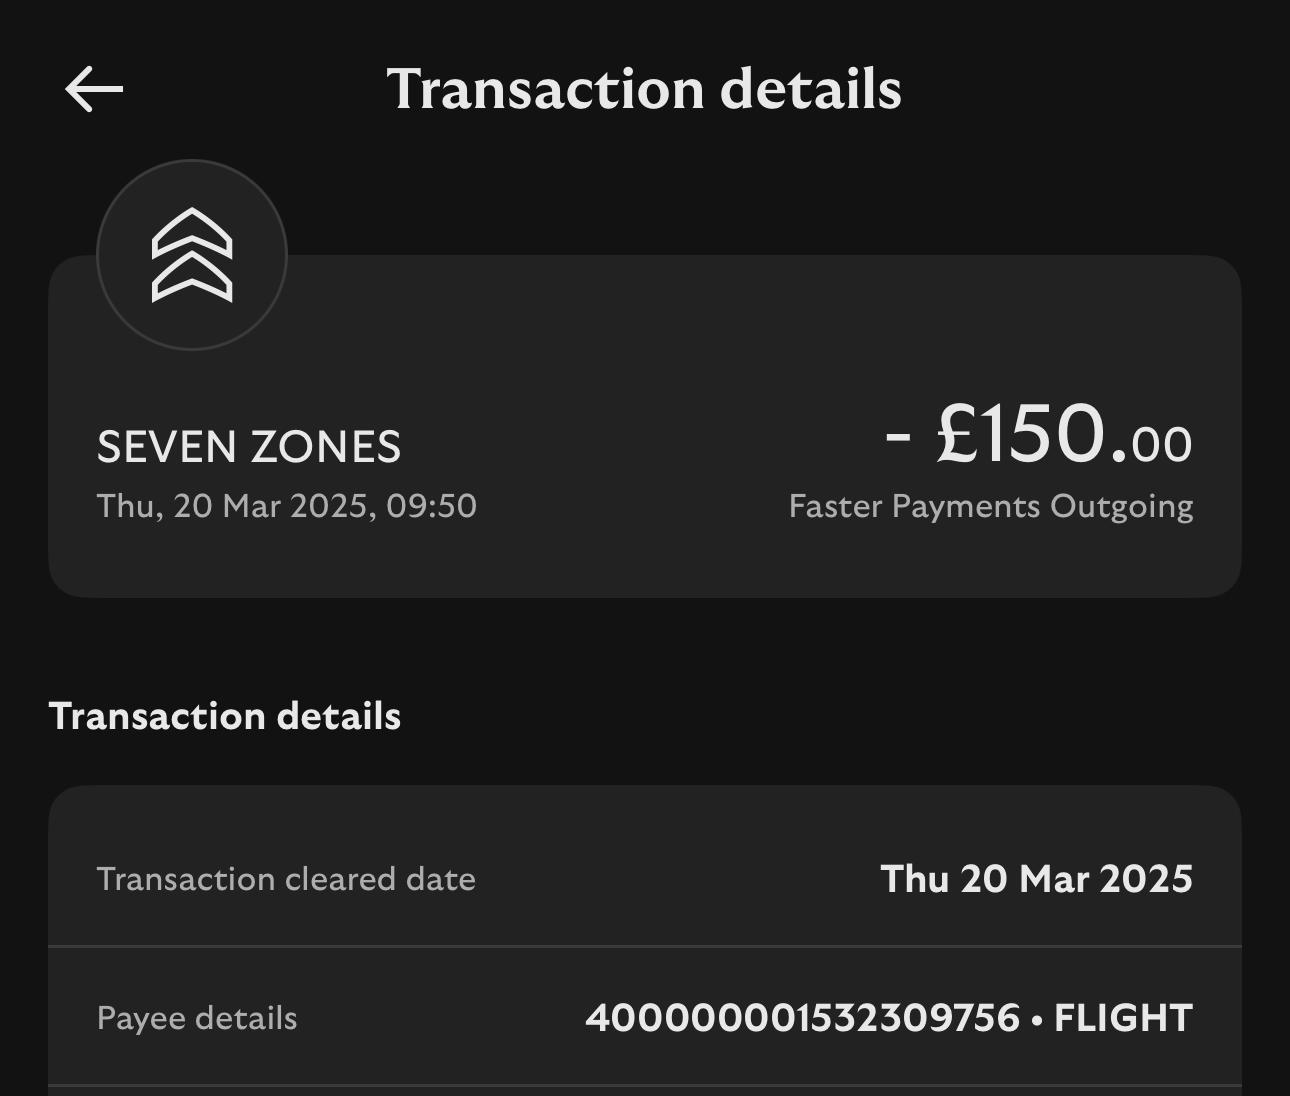 Transaction details
SEVEN ZONES
- £150.00
Thu, 20 Mar 2025, 09:50
Faster Payments Outgoing
Transaction details
Transaction cleared date
Thu 20 Mar 2025
Payee details
400000001532309756 • FLIGHT